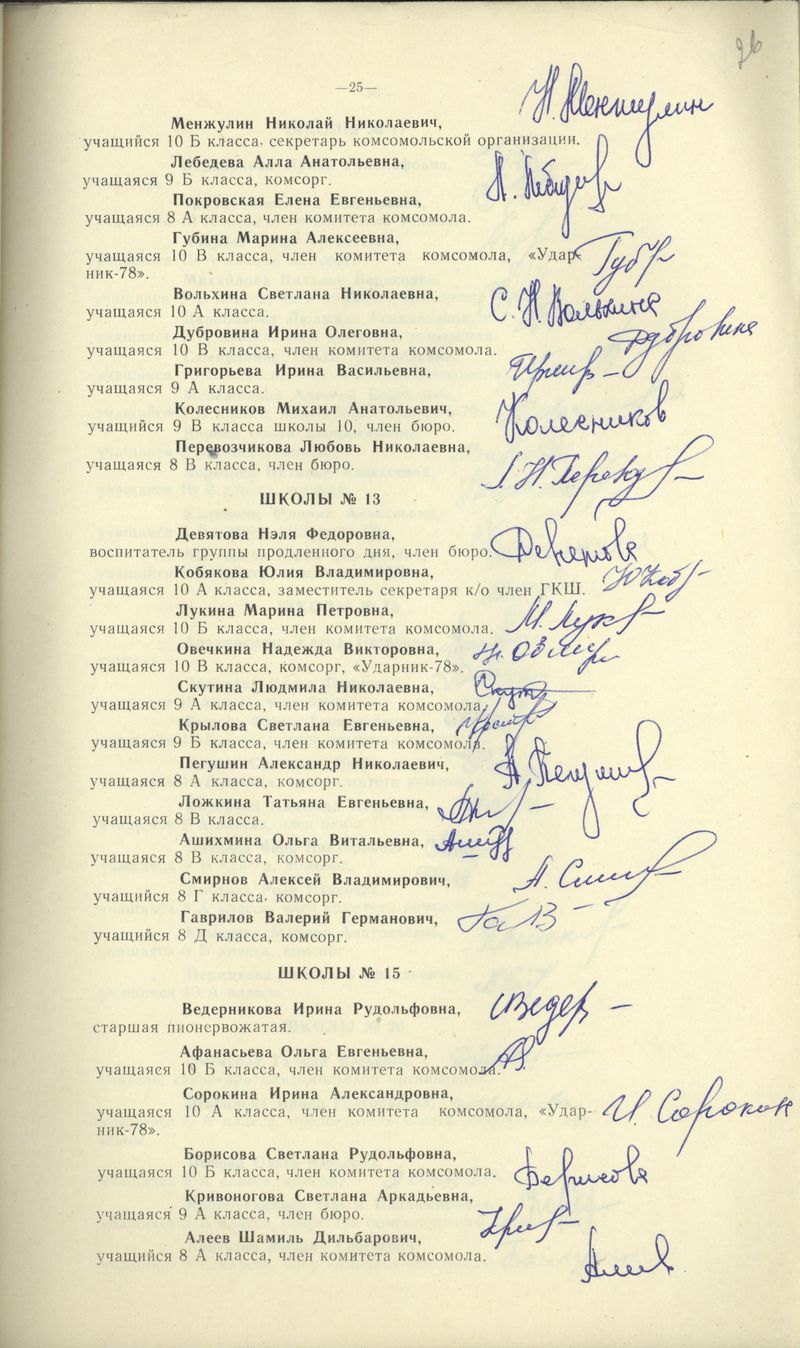 26
—25—
Н. Менжулин
Менжулин Николай Николаевич,
учащийся 10 Б класса, секретарь комсомольской организации.
Лебедева Алла Анатольевна,
учащаяся 9 Б класса, комсорг.
Покровская Елена Евгеньевна,
учащаяся 8 А класса, член комитета комсомола.
Губина Марина Алексеевна,
учащаяся 10 В класса, член комитета комсомола, «Удар-
ник-78».
Вольхина Светлана Николаевна,
С. Н. Вольхина
учащаяся 10 А класса.
Дубровина Ирина Олеговна,
Дубровина
учащаяся 10 В класса, член комитета комсомола.
Григорьева Ирина Васильевна,
учащаяся 9 А класса.
Колесников Михаил Анатольевич,
Колесников
учащийся 9 В класса школы 10, член бюро.
Перевозчикова Любовь Николаевна,
учащаяся 8 В класса, член бюро.
ШКОЛЫ № 13
Девятова Нэля Федоровна,
воспитатель группы продленного дня, член бюро.
Кобякова Юлия Владимировна,
учащаяся 10 А класса, заместитель секретаря к/о член ГКШ.
Лукина Марина Петровна,
учащаяся 10 Б класса, член комитета комсомола.
Овечкина Надежда Викторовна,
учащаяся 10 В класса, комсорг, «Ударник-78».
Скутина Людмила Николаевна,
учащаяся 9 А класса, член комитета комсомола.
Крылова Светлана Евгеньевна,
учащаяся 9 Б класса, член комитета комсомола.
Пегушин Александр Николаевич,
учащаяся 8 А класса, комсорг.
Ложкина Татьяна Евгеньевна,
учащаяся 8 В класса.
Ашихмина Ольга Витальевна,
учащаяся 8 В класса, комсорг.
Смирнов Алексей Владимирович,
учащийся 8 Г класса, комсорг.
Гаврилов Валерий Германович,
учащийся 8 Д класса, комсорг.
ШКОЛЫ № 15
Ведерникова Ирина Рудольфовна,
Ведер
старшая пионервожатая.
Афанасьева Ольга Евгеньевна,
учащаяся 10 Б класса, член комитета комсомола.
Сорокина Ирина Александровна,
учащаяся 10 А класса, член комитета комсомола, «Удар-
И. Сорокин
ник-78».
Борисова Светлана Рудольфовна,
учащаяся 10 Б класса, член комитета комсомола.
Кривоногова Светлана Аркадьевна,
учащаяся 9 А класса, член бюро.
Алеев Шамиль Дильбарович,
учащийся 8 А класса, член комитета комсомола.